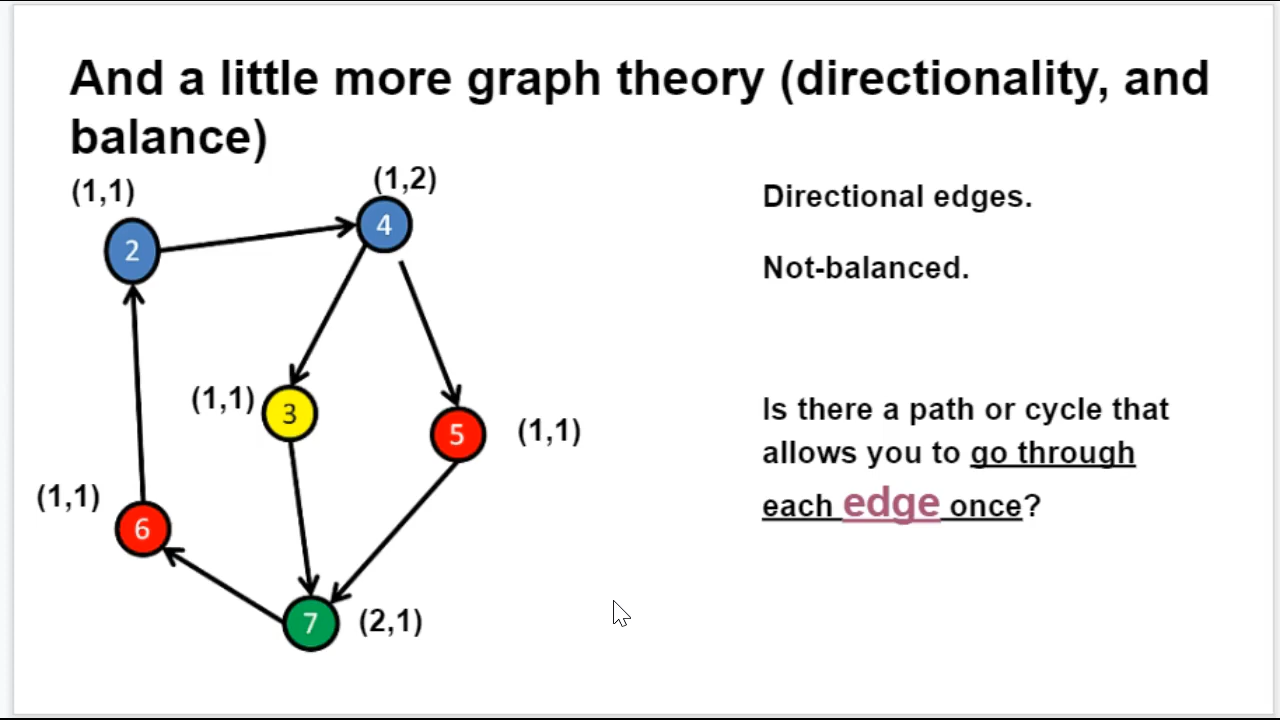 And a little more graph theory (directionality, and
balance)
(1,1)
(1,2)
2
4
Directional edges.
Not-balanced.
(1,1)
3
5
(1,1)
Is there a path or cycle that
allows you to go through
each edge once?
(1,1)
6
7
(2,1)